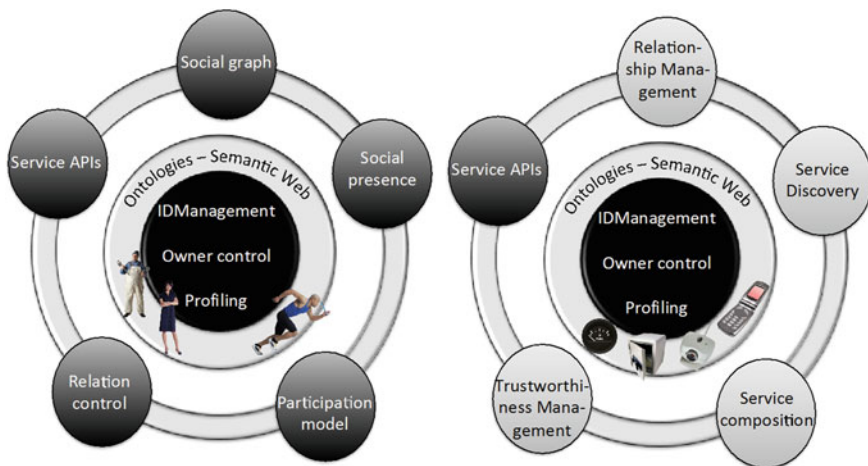 Social graph
Service APIs
Social
presence
Ontologies – Semantic Web
IDManagement
Owner control
Profiling
Relation
control
Participation
model
Relation-
ship Mana-
gement
Service APIs
Service
Discovery
Ontologies – Semantic Web
IDManagement
Owner control
Profiling
Trustworthi-
ness Manage-
ment
Service
composition